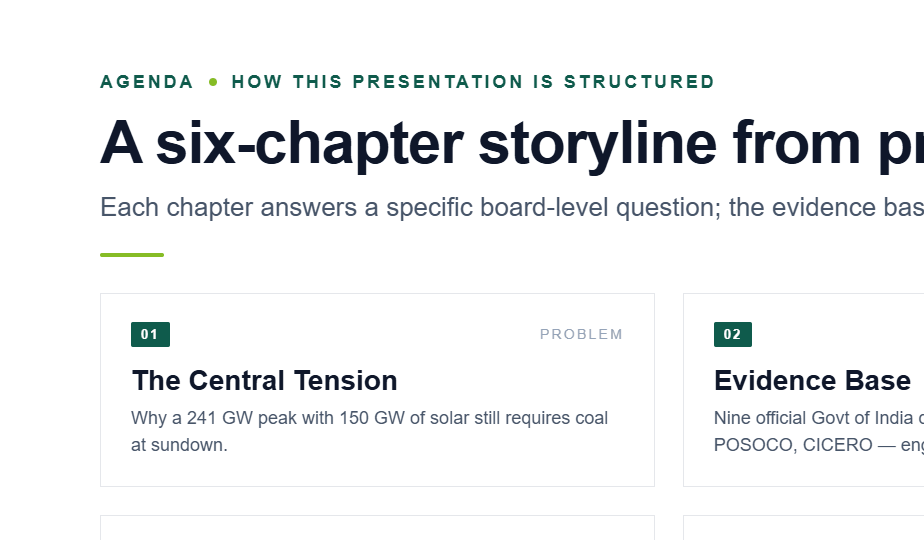 AGENDA • HOW THIS PRESENTATION IS STRUCTURED
A six-chapter storyline from
Each chapter answers a specific board-level question; the evidence
01
PROBLEM
The Central Tension
Why a 241 GW peak with 150 GW of solar still requires coal
at sundown.
02
Evidence Base
Nine official Govt of India
POSOCO, CICERO —